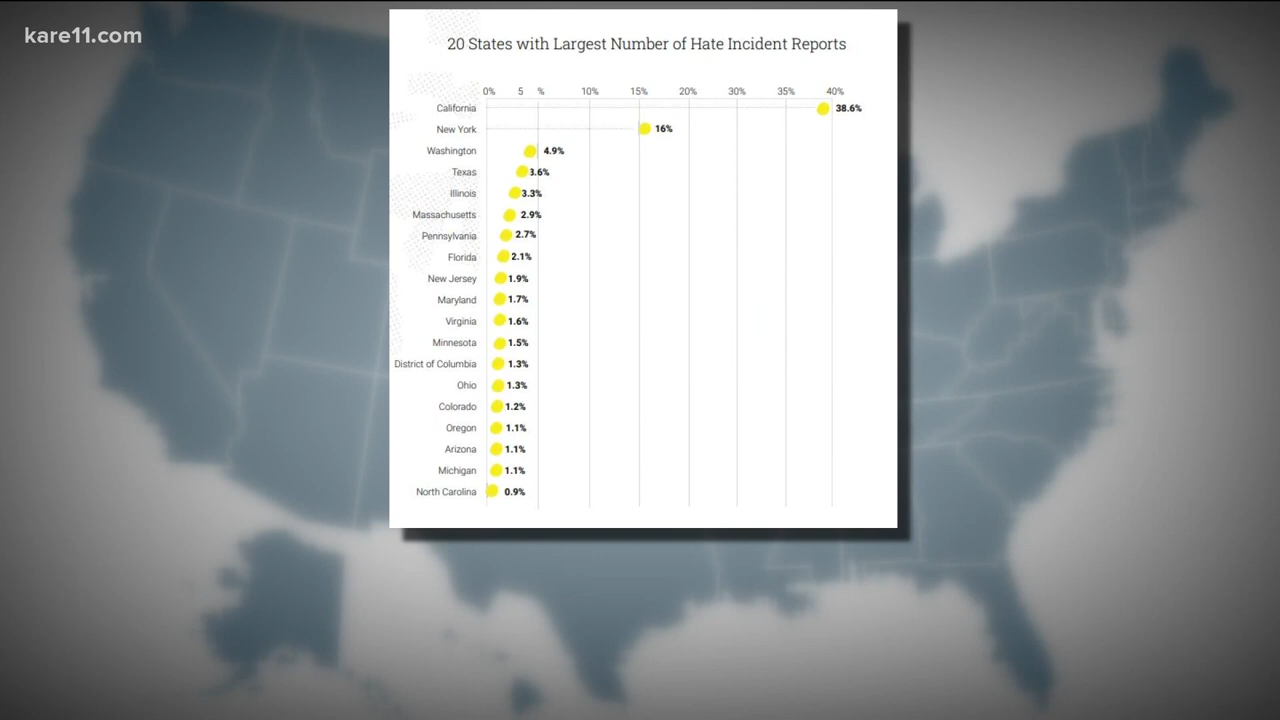 kare11.com
20 States with Largest Number of Hate Incident Reports
0% 5 % 10% 15% 20% 30% 35% 40%
California 38.6%
New York 16%
Washington 4.9%
Texas 3.6%
Illinois 3.3%
Massachusetts 2.9%
Pennsylvania 2.7%
Florida 2.1%
New Jersey 1.9%
Maryland 1.7%
Virginia 1.6%
Minnesota 1.5%
District of Columbia 1.3%
Ohio 1.3%
Colorado 1.2%
Oregon 1.1%
Arizona 1.1%
Michigan 1.1%
North Carolina 0.9%